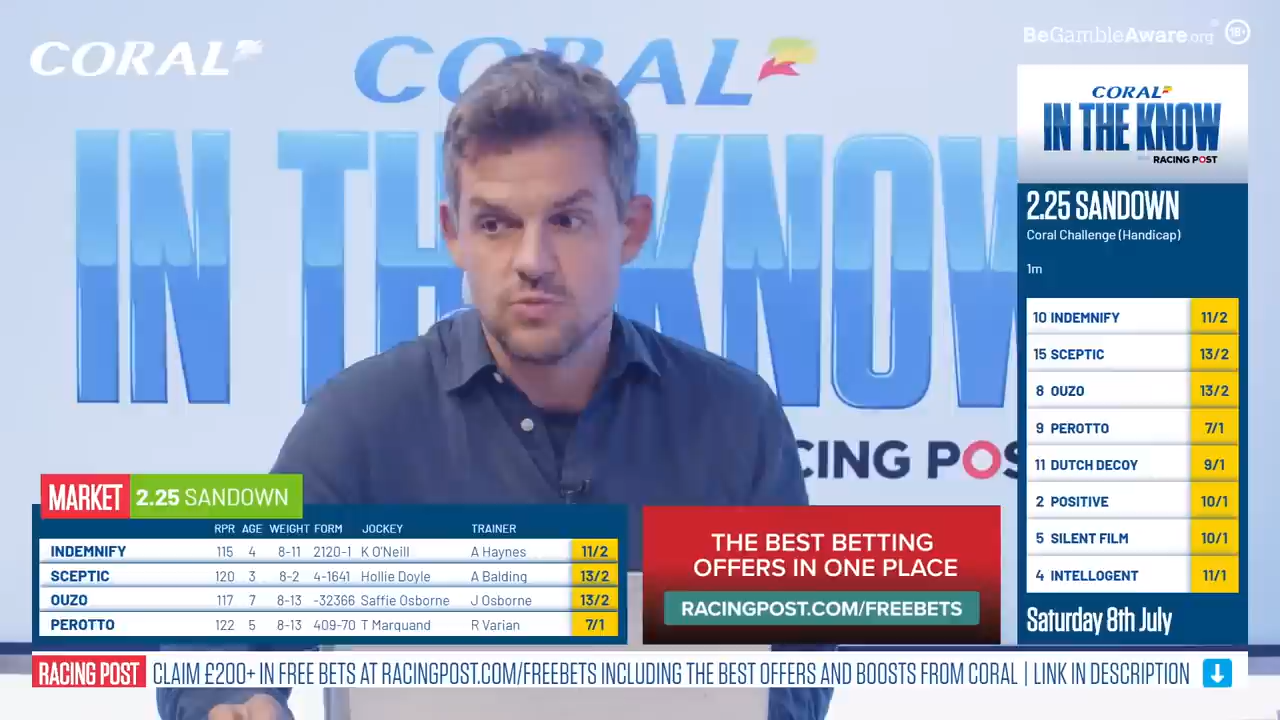 CORAL
CORAL
BeGambleAware.org 18+
IN THE KNOW
CING POS
CORAL
IN THE KNOW
WITH RACING POST
2.25 SANDOWN
Coral Challenge (Handicap)
1m
10 INDEMNIFY 11/2
15 SCEPTIC 13/2
8 OUZO 13/2
9 PEROTTO 7/1
11 DUTCH DECOY 9/1
2 POSITIVE 10/1
5 SILENT FILM 10/1
4 INTELLOGENT 11/1
Saturday 8th July
MARKET 2.25 SANDOWN
RPR AGE WEIGHT FORM JOCKEY TRAINER
INDEMNIFY 115 4 8-11 2120-1 K O'Neill A Haynes 11/2
SCEPTIC 120 3 8-2 4-1641 Hollie Doyle A Balding 13/2
OUZO 117 7 8-13 -32366 Saffie Osborne J Osborne 13/2
PEROTTO 122 5 8-13 409-70 T Marquand R Varian 7/1
THE BEST BETTING
OFFERS IN ONE PLACE
RACINGPOST.COM/FREEBETS
RACING POST CLAIM £200+ IN FREE BETS AT RACINGPOST.COM/FREEBETS INCLUDING THE BEST OFFERS AND BOOSTS FROM CORAL | LINK IN DESCRIPTION